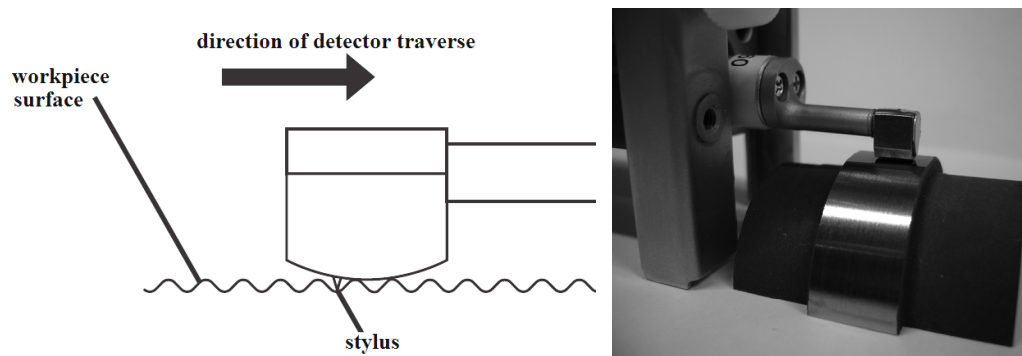 direction of detector traverse
workpiece
surface
stylus